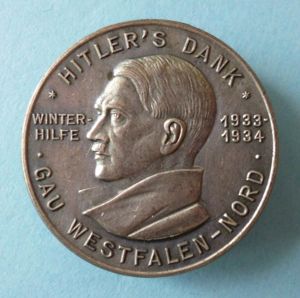 * HITLER'S DANK *
WINTER-
HILFE
1933-
1934
· GAU WESTFALEN-NORD ·